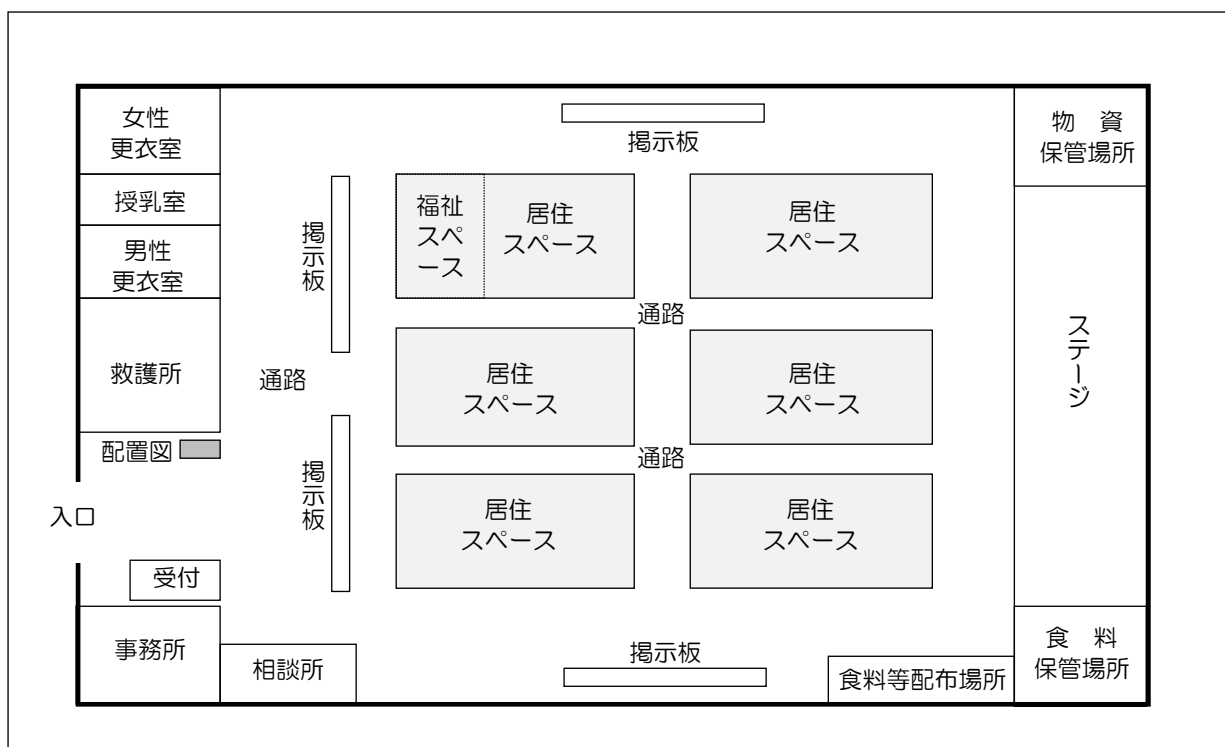 女性
更衣室
授乳室
男性
更衣室
救護所
配置図
入口
受付
事務所
相談所
掲示板
通路
掲示板
掲示板
福祉
スペ
ース
居住
スペース
居住
スペース
通路
居住
スペース
居住
スペース
通路
居住
スペース
居住
スペース
掲示板
食料等配布場所
物　資
保管場所
ステージ
食　料
保管場所